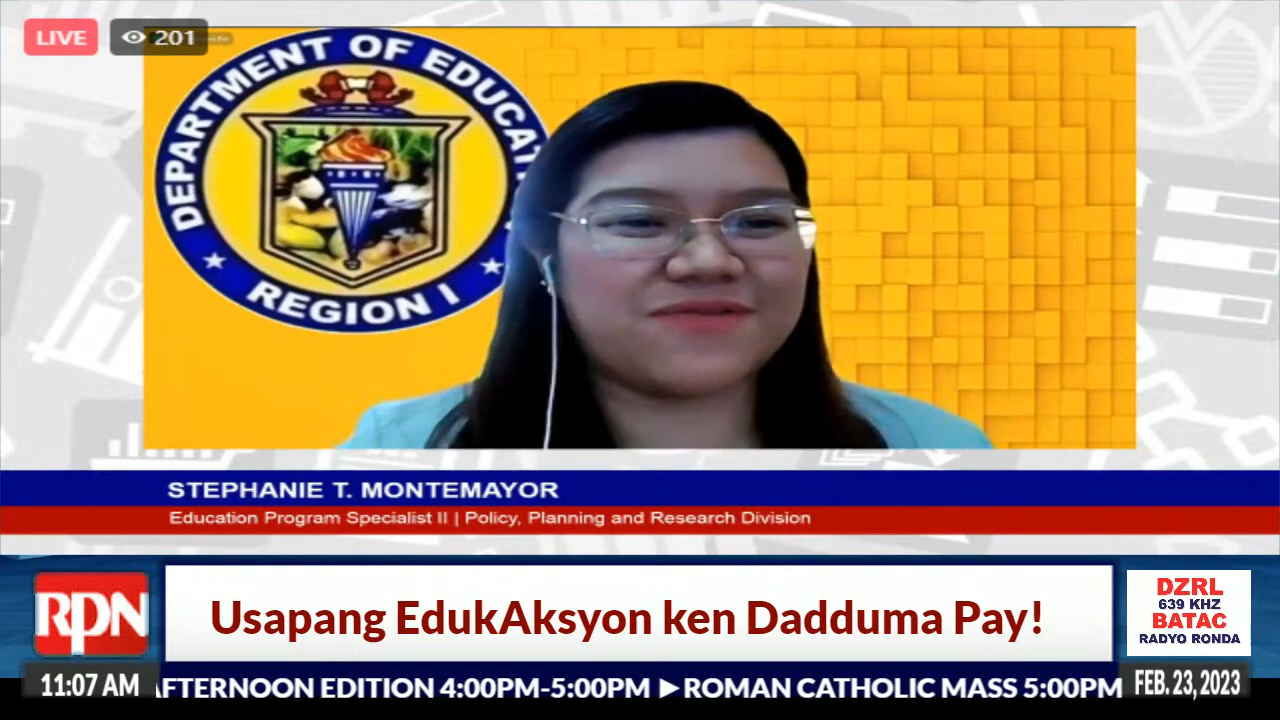 LIVE 201
DEPARTMENT OF EDUCATI
REGION I
STEPHANIE T. MONTEMAYOR
Education Program Specialist II | Policy, Planning and Research Division
RPN
Usapang EdukAksyon ken Dadduma Pay!
DZRL
639 KHZ
BATAC
RADYO RONDA
11:07 AM
FTERNOON EDITION 4:00PM-5:00PM ►ROMAN CATHOLIC MASS 5:00PM
FEB. 23, 2023